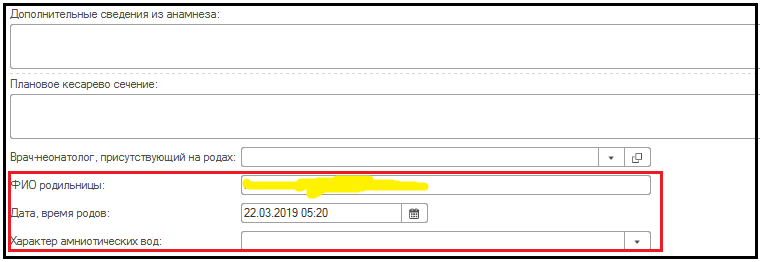 Дополнительные сведения из анамнеза:
Плановое кесарево сечение:
Врач-неонатолог, присутствующий на родах:
ФИО родильницы:
Дата, время родов: 22.03.2019 05:20
Характер амниотических вод: